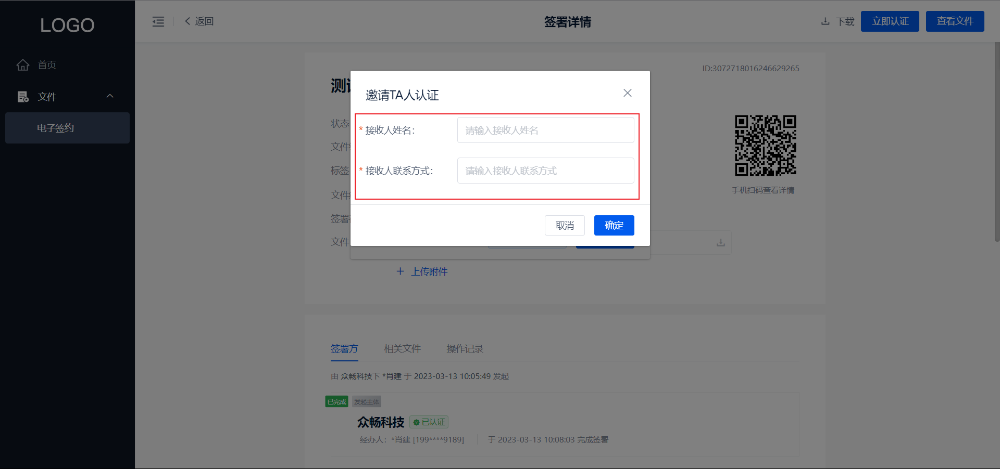 LOGO
首页
文件
电子签约
返回
签署详情
下载
立即认证
查看文件
ID:3072718016246629265
邀请TA人认证
* 接收人姓名：
请输入接收人姓名
* 接收人联系方式：
请输入接收人联系方式
取消
确定
状态
文件
标签
文件
签署
文件
手机扫码查看详情
+ 上传附件
签署方
相关文件
操作记录
由 众畅科技下 *肖建 于 2023-03-13 10:05:49 发起
已完成
发起主体
众畅科技
已认证
经办人：*肖建 [199****9189]
于 2023-03-13 10:08:03 完成签署